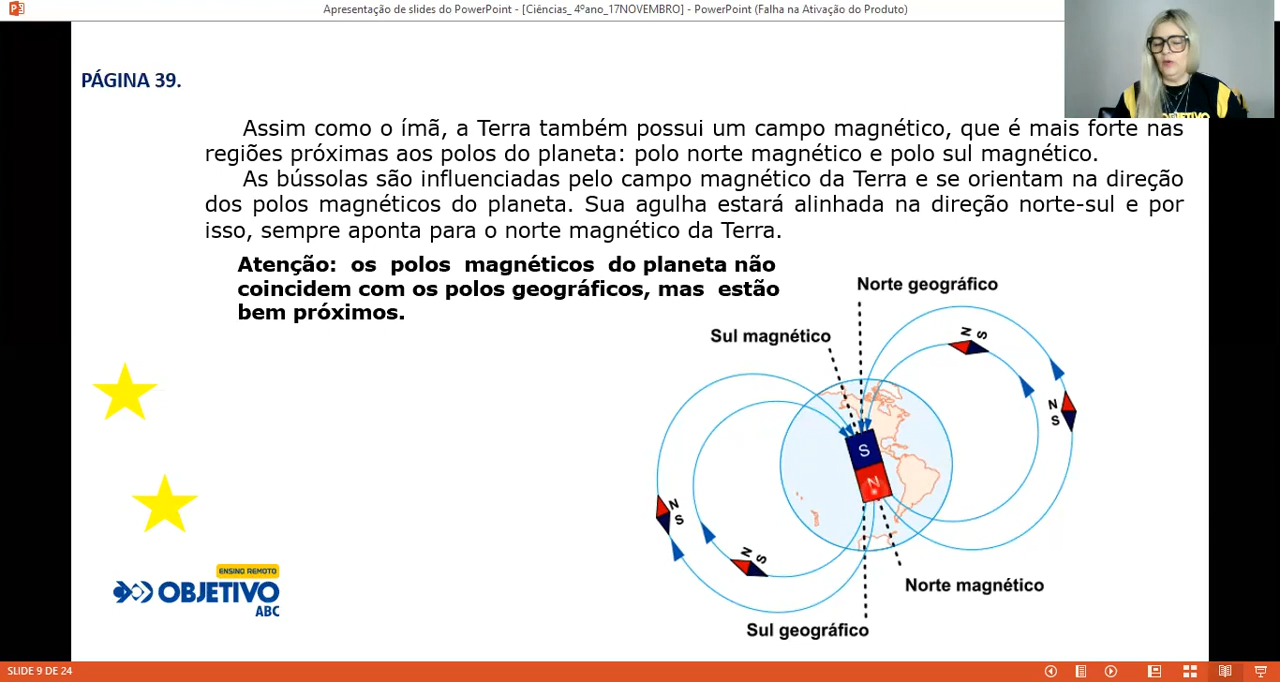 Apresentação de slides do PowerPoint - [Ciências_ 4ºano_17NOVEMBRO] - PowerPoint (Falha na Ativação do Produto)
PÁGINA 39.
Assim como o ímã, a Terra também possui um campo magnético, que é mais forte nas
regiões próximas aos polos do planeta: polo norte magnético e polo sul magnético.
As bússolas são influenciadas pelo campo magnético da Terra e se orientam na direção
dos polos magnéticos do planeta. Sua agulha estará alinhada na direção norte-sul e por
isso, sempre aponta para o norte magnético da Terra.
Atenção: os polos magnéticos do planeta não
coincidem com os polos geográficos, mas estão
bem próximos.
Norte geográfico
Sul magnético
N S
N
S
S
N
N
S
N S
Norte magnético
Sul geográfico
ENSINO REMOTO
OBJETIVO
ABC
OBJETIVO
SLIDE 9 DE 24